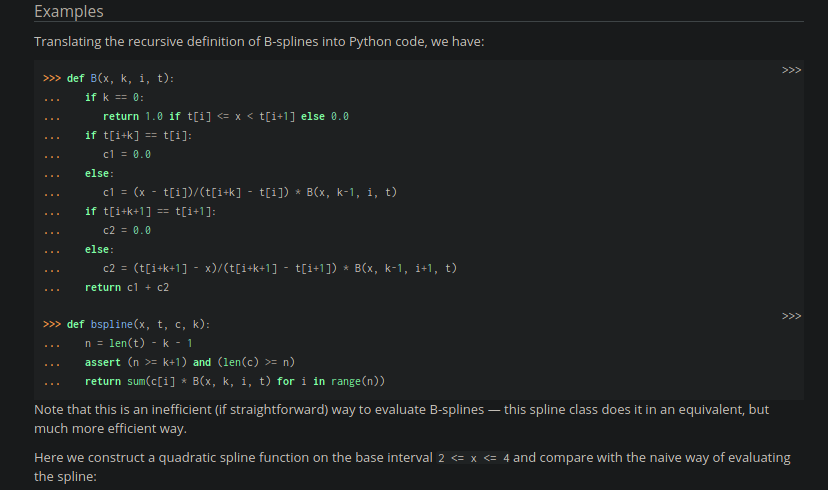 Examples
Translating the recursive definition of B-splines into Python code, we have:
>>>
>>> def B(x, k, i, t):
...    if k == 0:
...       return 1.0 if t[i] <= x < t[i+1] else 0.0
...    if t[i+k] == t[i]:
...       c1 = 0.0
...    else:
...       c1 = (x - t[i])/(t[i+k] - t[i]) * B(x, k-1, i, t)
...    if t[i+k+1] == t[i+1]:
...       c2 = 0.0
...    else:
...       c2 = (t[i+k+1] - x)/(t[i+k+1] - t[i+1]) * B(x, k-1, i+1, t)
...    return c1 + c2
>>>
>>> def bspline(x, t, c, k):
...    n = len(t) - k - 1
...    assert (n >= k+1) and (len(c) >= n)
...    return sum(c[i] * B(x, k, i, t) for i in range(n))
Note that this is an inefficient (if straightforward) way to evaluate B-splines — this spline class does it in an equivalent, but
much more efficient way.
Here we construct a quadratic spline function on the base interval 2 <= x <= 4 and compare with the naive way of evaluating
the spline: